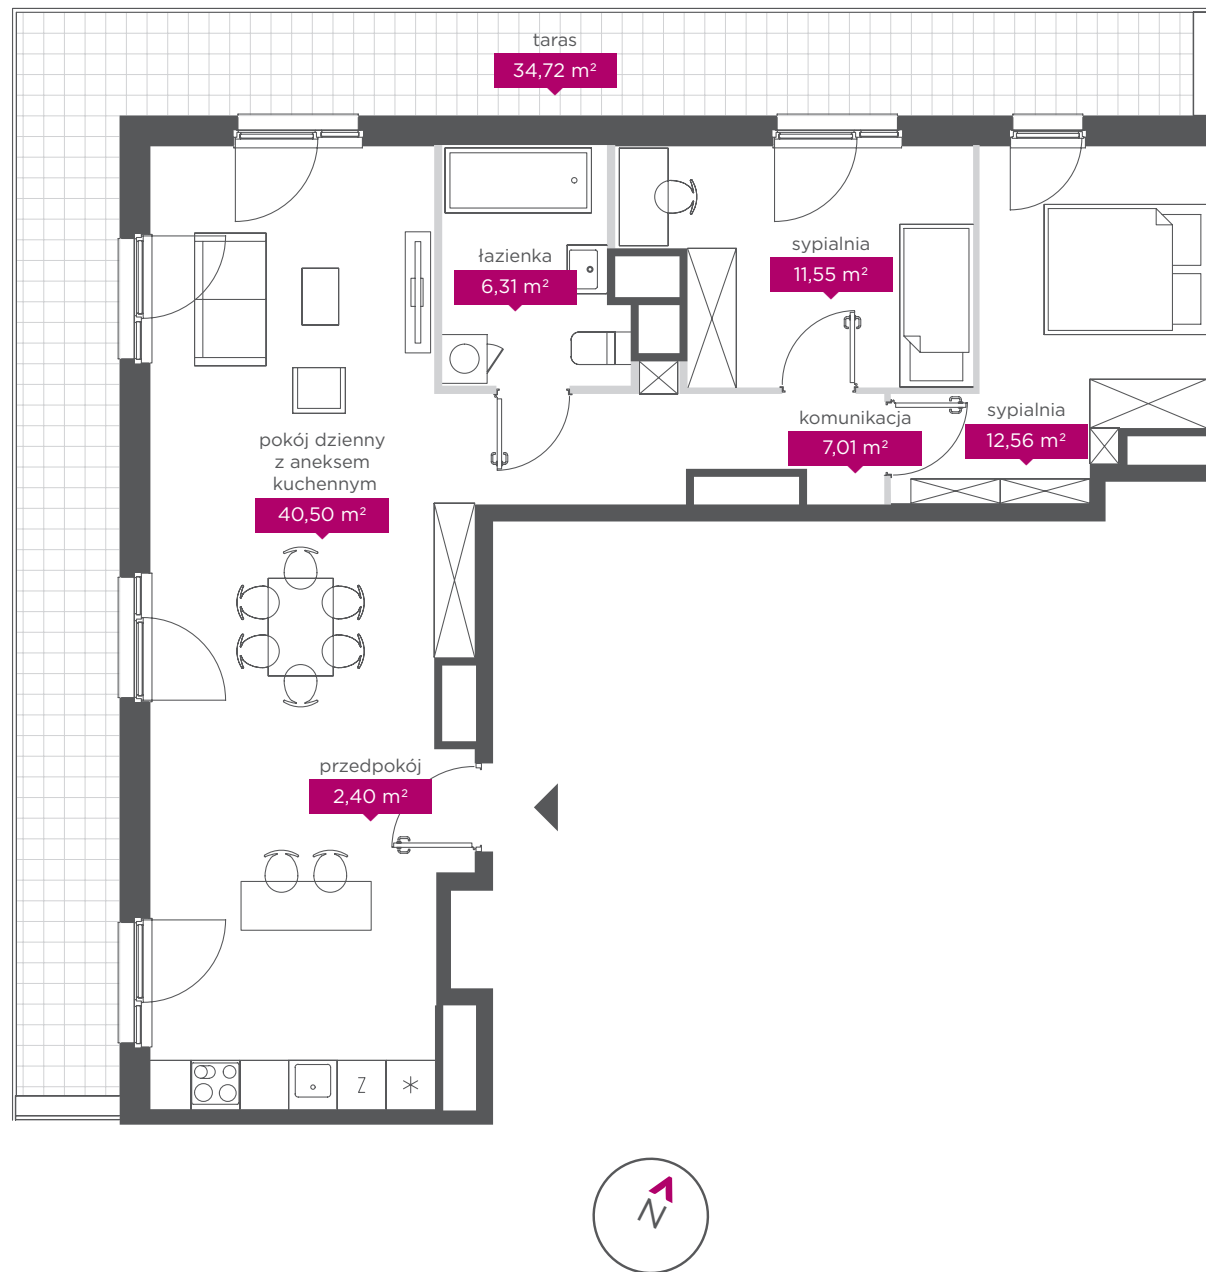 taras
34,72 m²
łazienka
6,31 m²
sypialnia
11,55 m²
komunikacja
7,01 m²
sypialnia
12,56 m²
pokój dzienny
z aneksem
kuchennym
40,50 m²
przedpokój
2,40 m²
Z
N